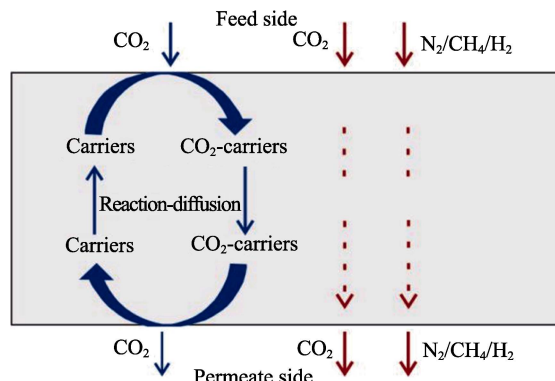 Feed side
CO₂
CO₂
N₂/CH₄/H₂
Carriers
CO₂-carriers
Reaction-diffusion
Carriers
CO₂-carriers
CO₂
CO₂
N₂/CH₄/H₂
Permeate side